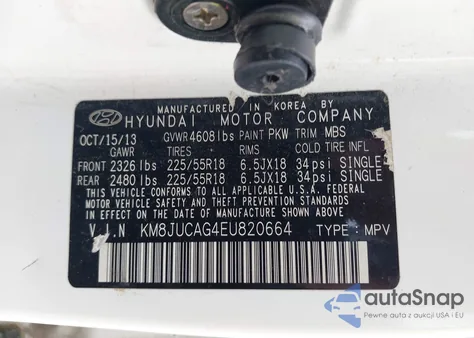 MANUFACTURED IN KOREA BY
HYUNDAI MOTOR COMPANY
OCT/15/13 GVWR 4608lbs PAINT PKW TRIM MBS
GAWR TIRES RIMS COLD TIRE INFL
FRONT 2326 lbs 225/55R18 6.5JX18 34psi SINGLE
REAR 2480 lbs 225/55R18 6.5JX18 34psi SINGLE
THIS VEHICLE CONFORMS TO ALL APPLICABLE U.S.A. FEDERAL
MOTOR VEHICLE SAFETY AND THEFT PREVENTION STANDARDS
IN EFFECT ON THE DATE OF MANUFACTURE SHOWN ABOVE.
V.I.N KM8JUCAG4EU820664 TYPE: MPV
autoSnap
Pewne auta z USA i EU